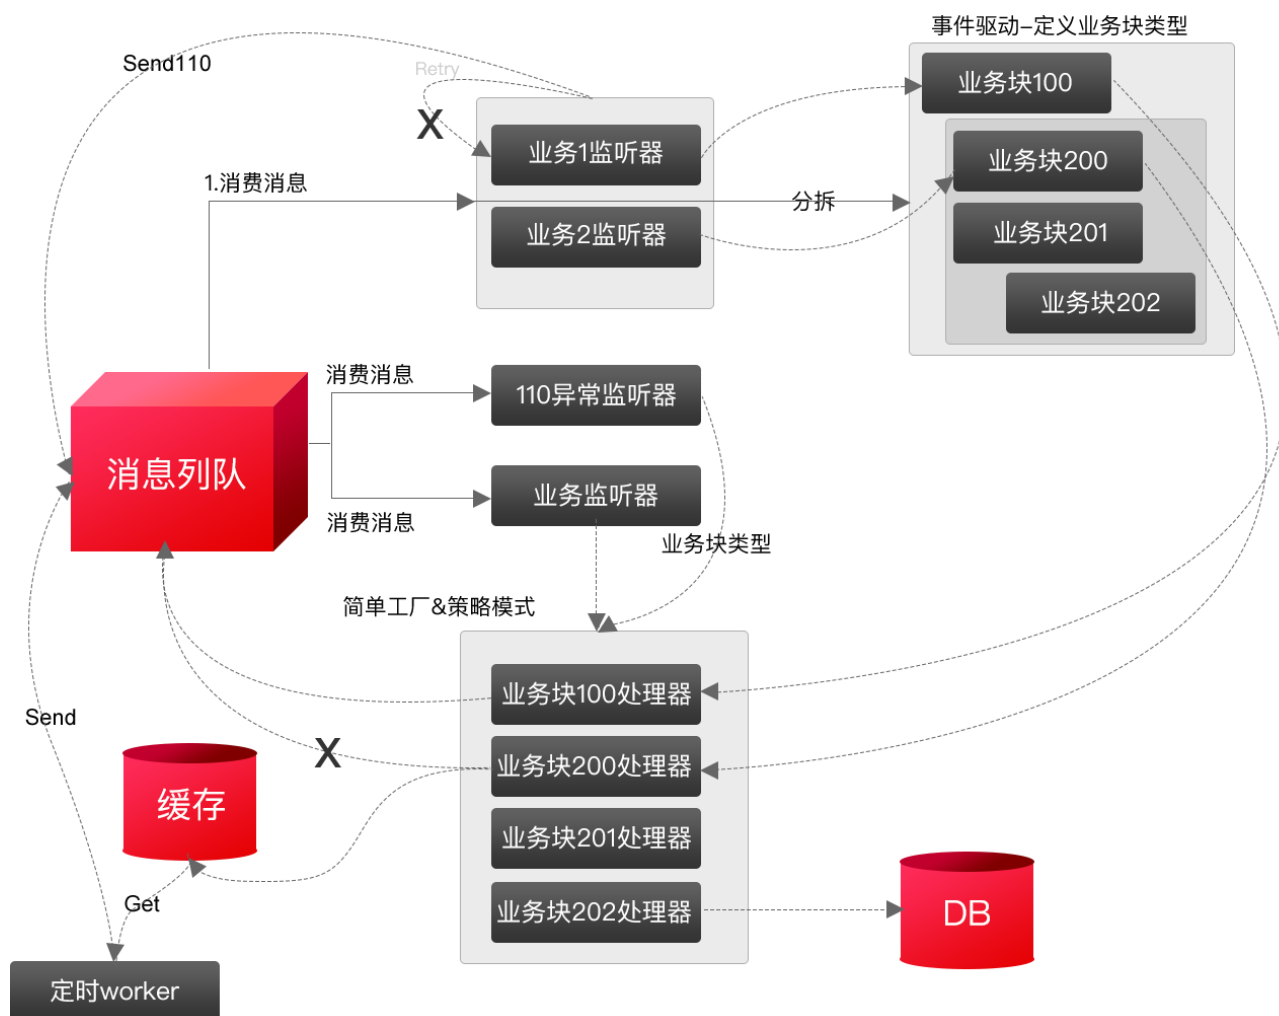 事件驱动-定义业务块类型
Send110
Retry
业务块100
X
业务1监听器
业务块200
1.消费消息
分拆
业务2监听器
业务块201
业务块202
消费消息
110异常监听器
消息列队
业务监听器
消费消息
业务块类型
简单工厂&策略模式
业务块100处理器
Send
X
业务块200处理器
缓存
业务块201处理器
Get
业务块202处理器
DB
定时worker